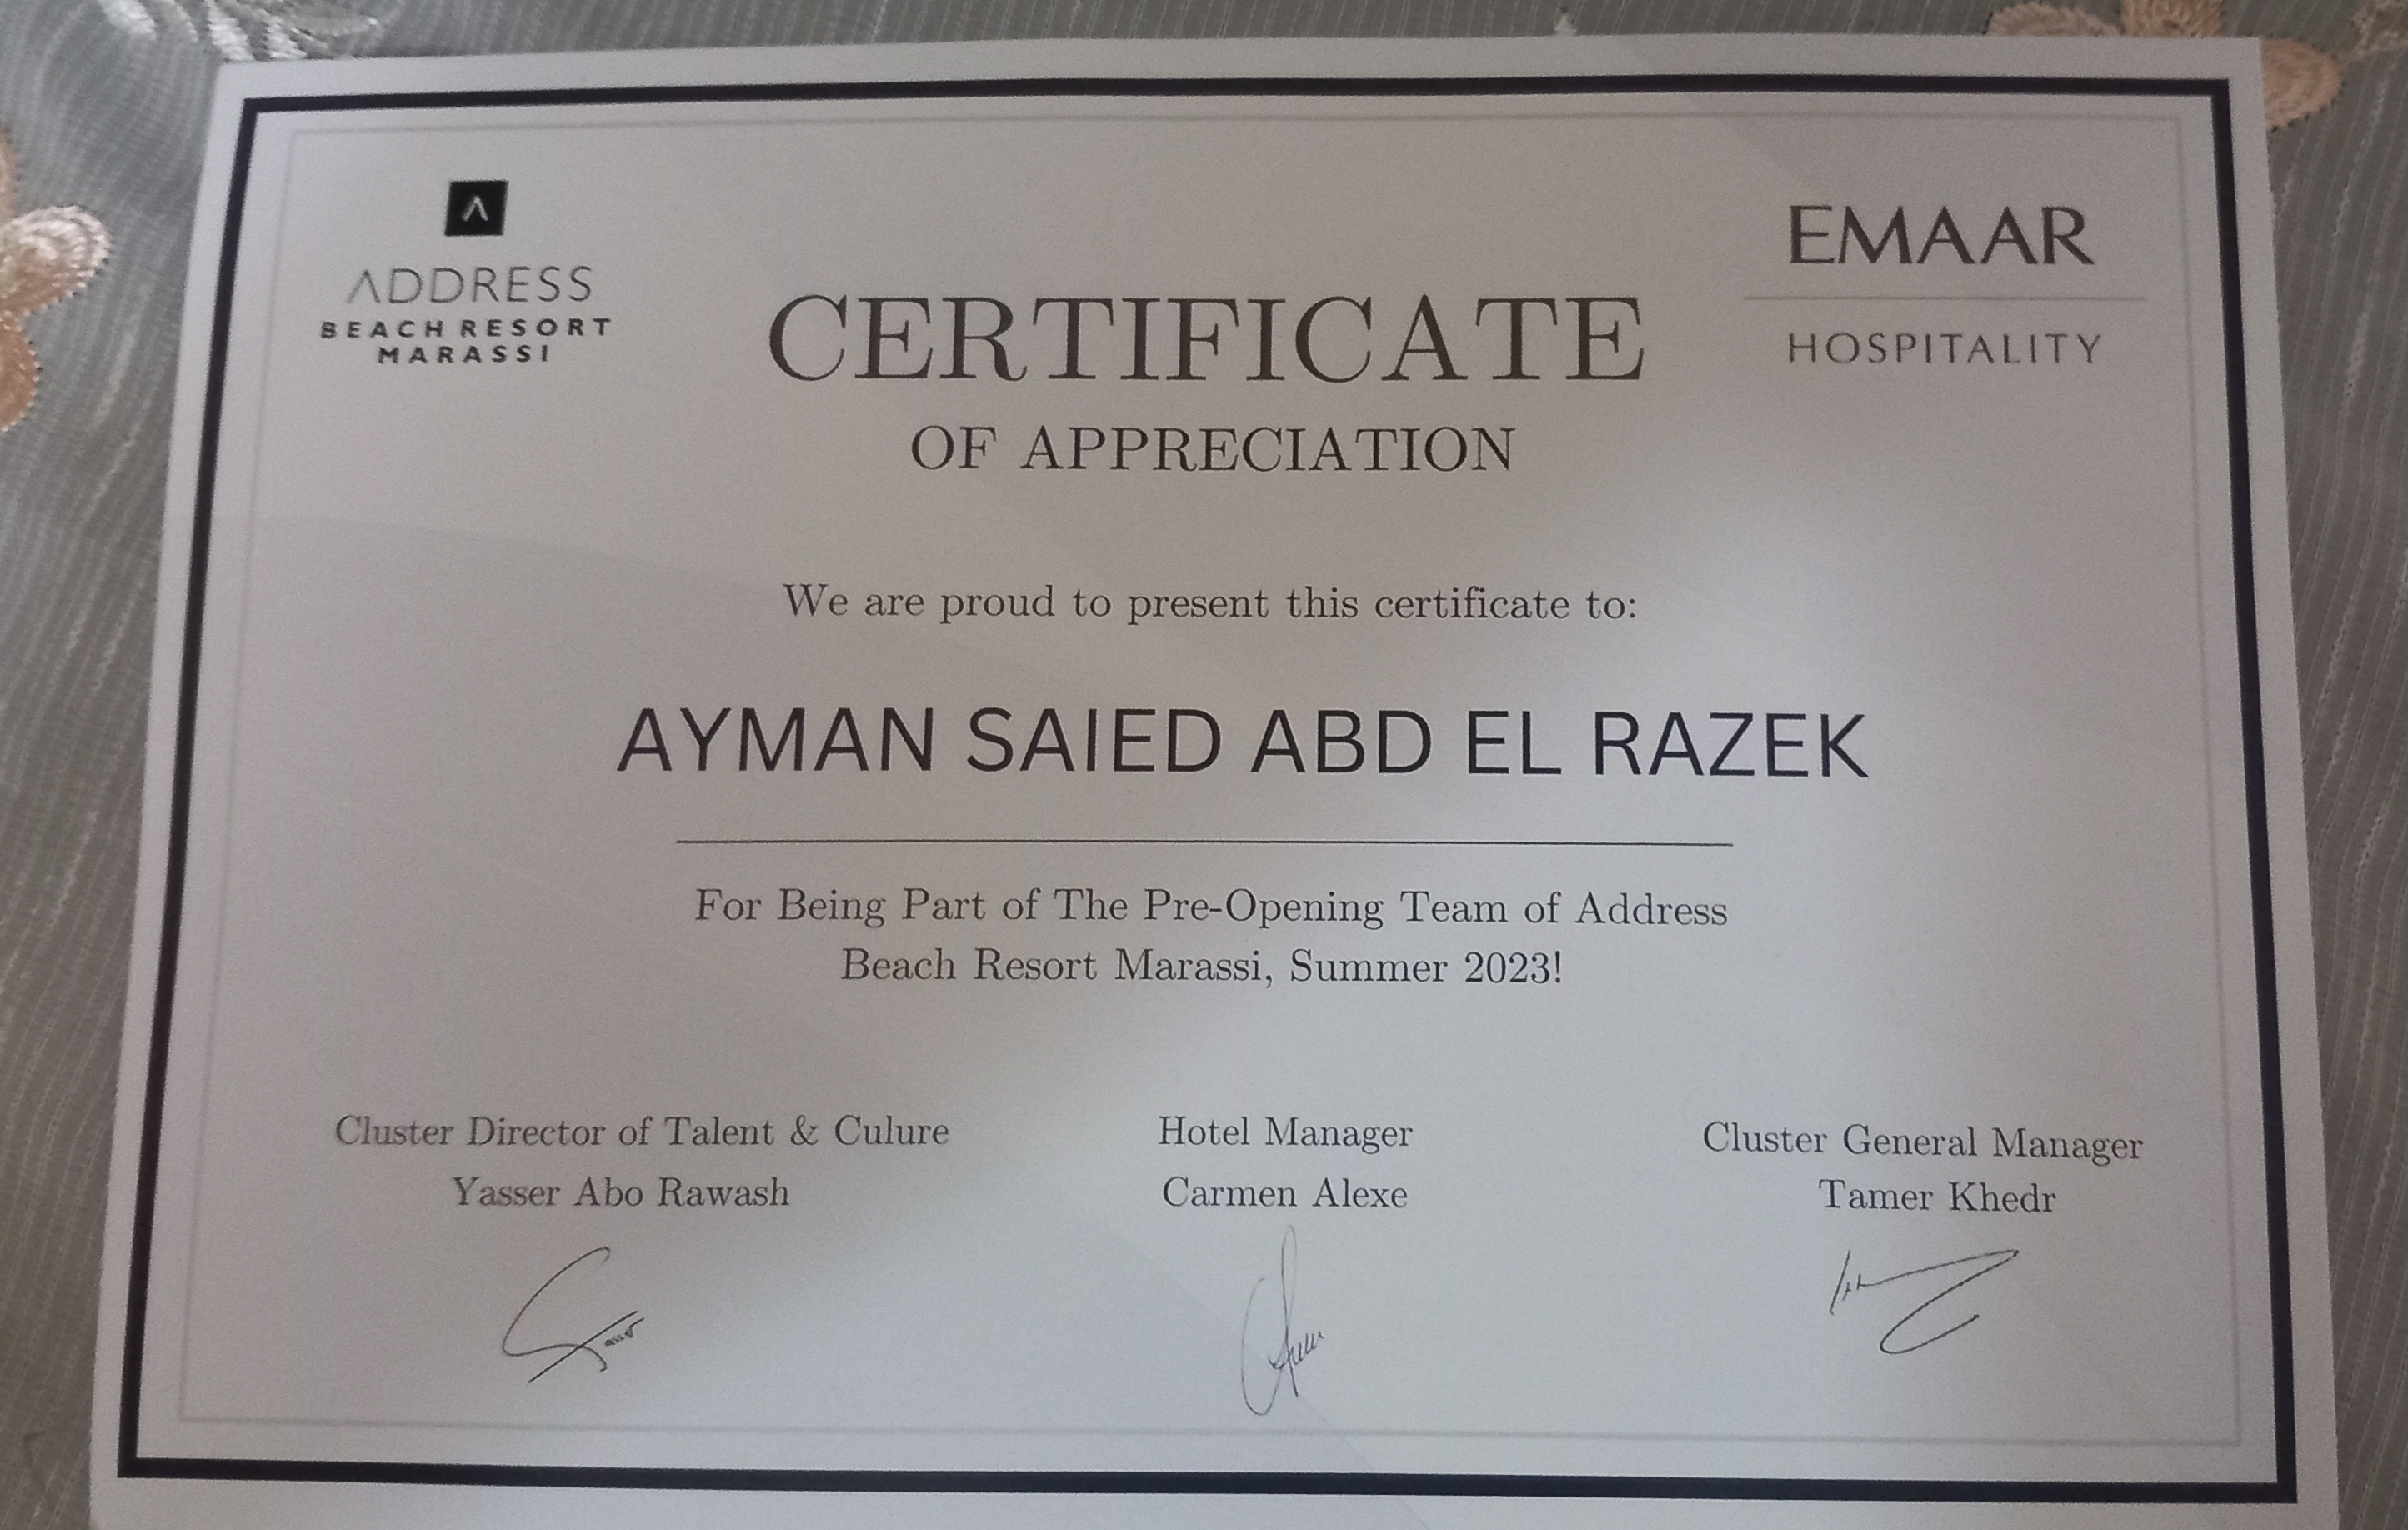 ADDRESS
BEACH RESORT
MARASSI
EMAAR
HOSPITALITY
CERTIFICATE
OF APPRECIATION
We are proud to present this certificate to:
AYMAN SAIED ABD EL RAZEK
For Being Part of The Pre-Opening Team of Address
Beach Resort Marassi, Summer 2023!
Cluster Director of Talent & Culure
Yasser Abo Rawash
Hotel Manager
Carmen Alexe
Cluster General Manager
Tamer Khedr